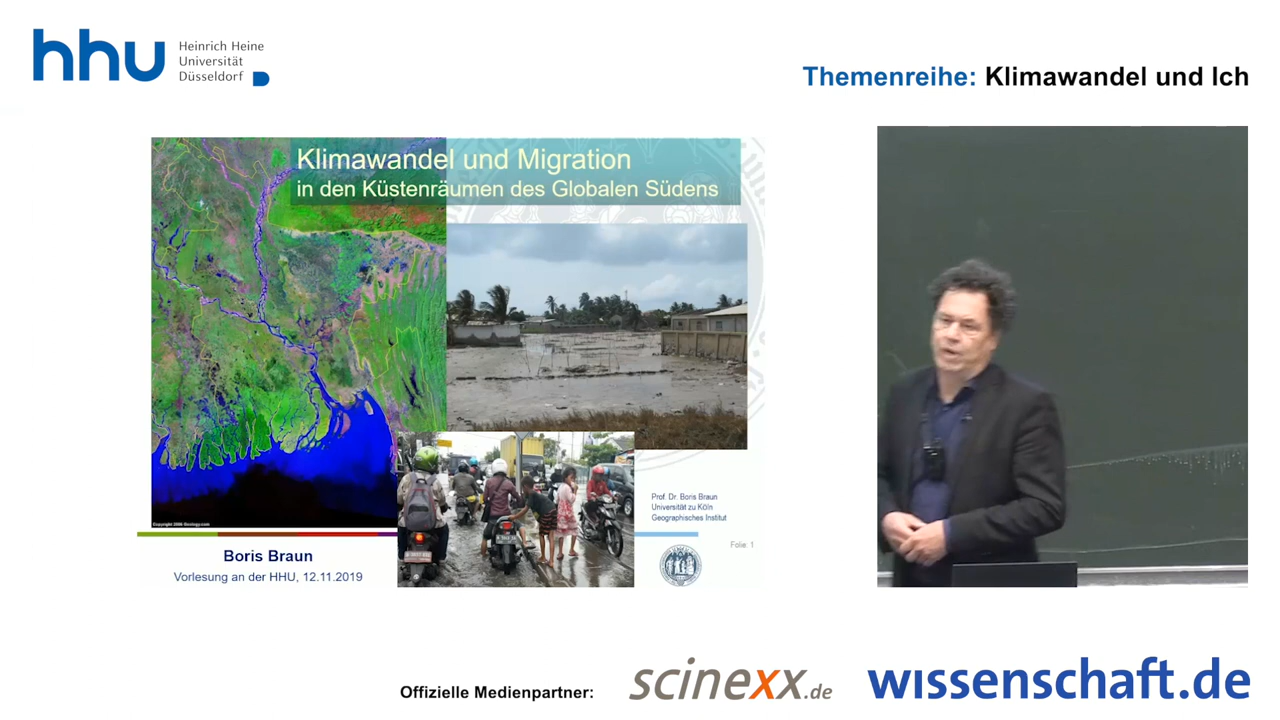 hhu Heinrich Heine
Universität
Düsseldorf
Themenreihe: Klimawandel und Ich
Klimawandel und Migration
in den Küstenräumen des Globalen Südens
Prof. Dr. Boris Braun
Universität zu Köln
Geographisches Institut
Folie: 1
Boris Braun
Vorlesung an der HHU, 12.11.2019
Offizielle Medienpartner:
scinexx.de
wissenschaft.de